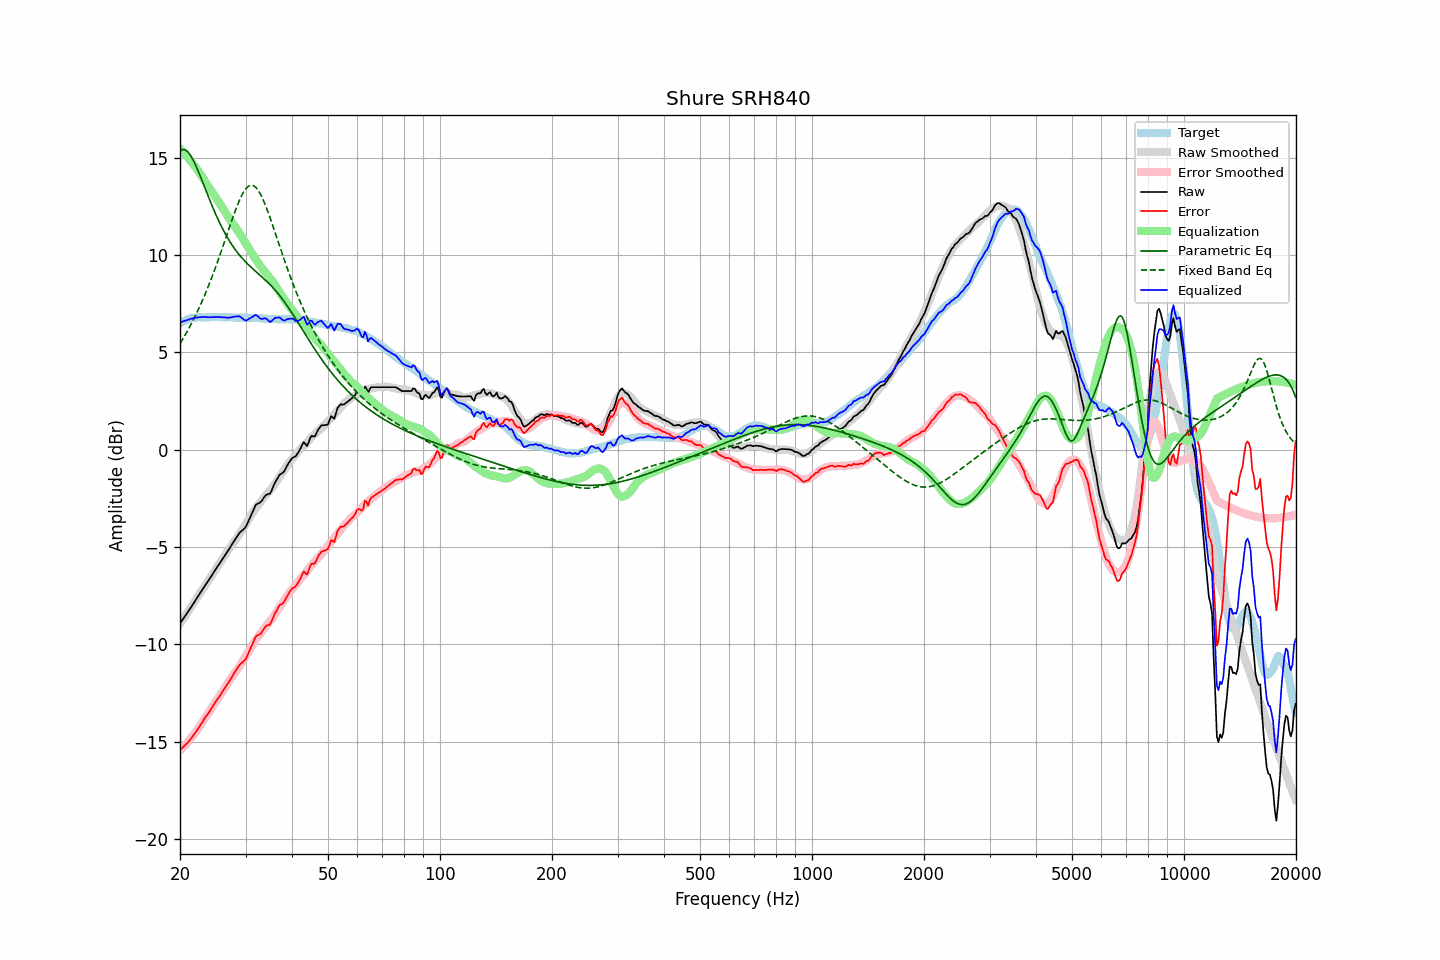 Shure SRH840
Amplitude (dBr)
15
10
5
0
−5
−10
−15
−20
Target
Raw Smoothed
Error Smoothed
Raw
Error
Equalization
Parametric Eq
Fixed Band Eq
Equalized
20 50 100 200 500 1000 2000 5000 10000 20000
Frequency (Hz)